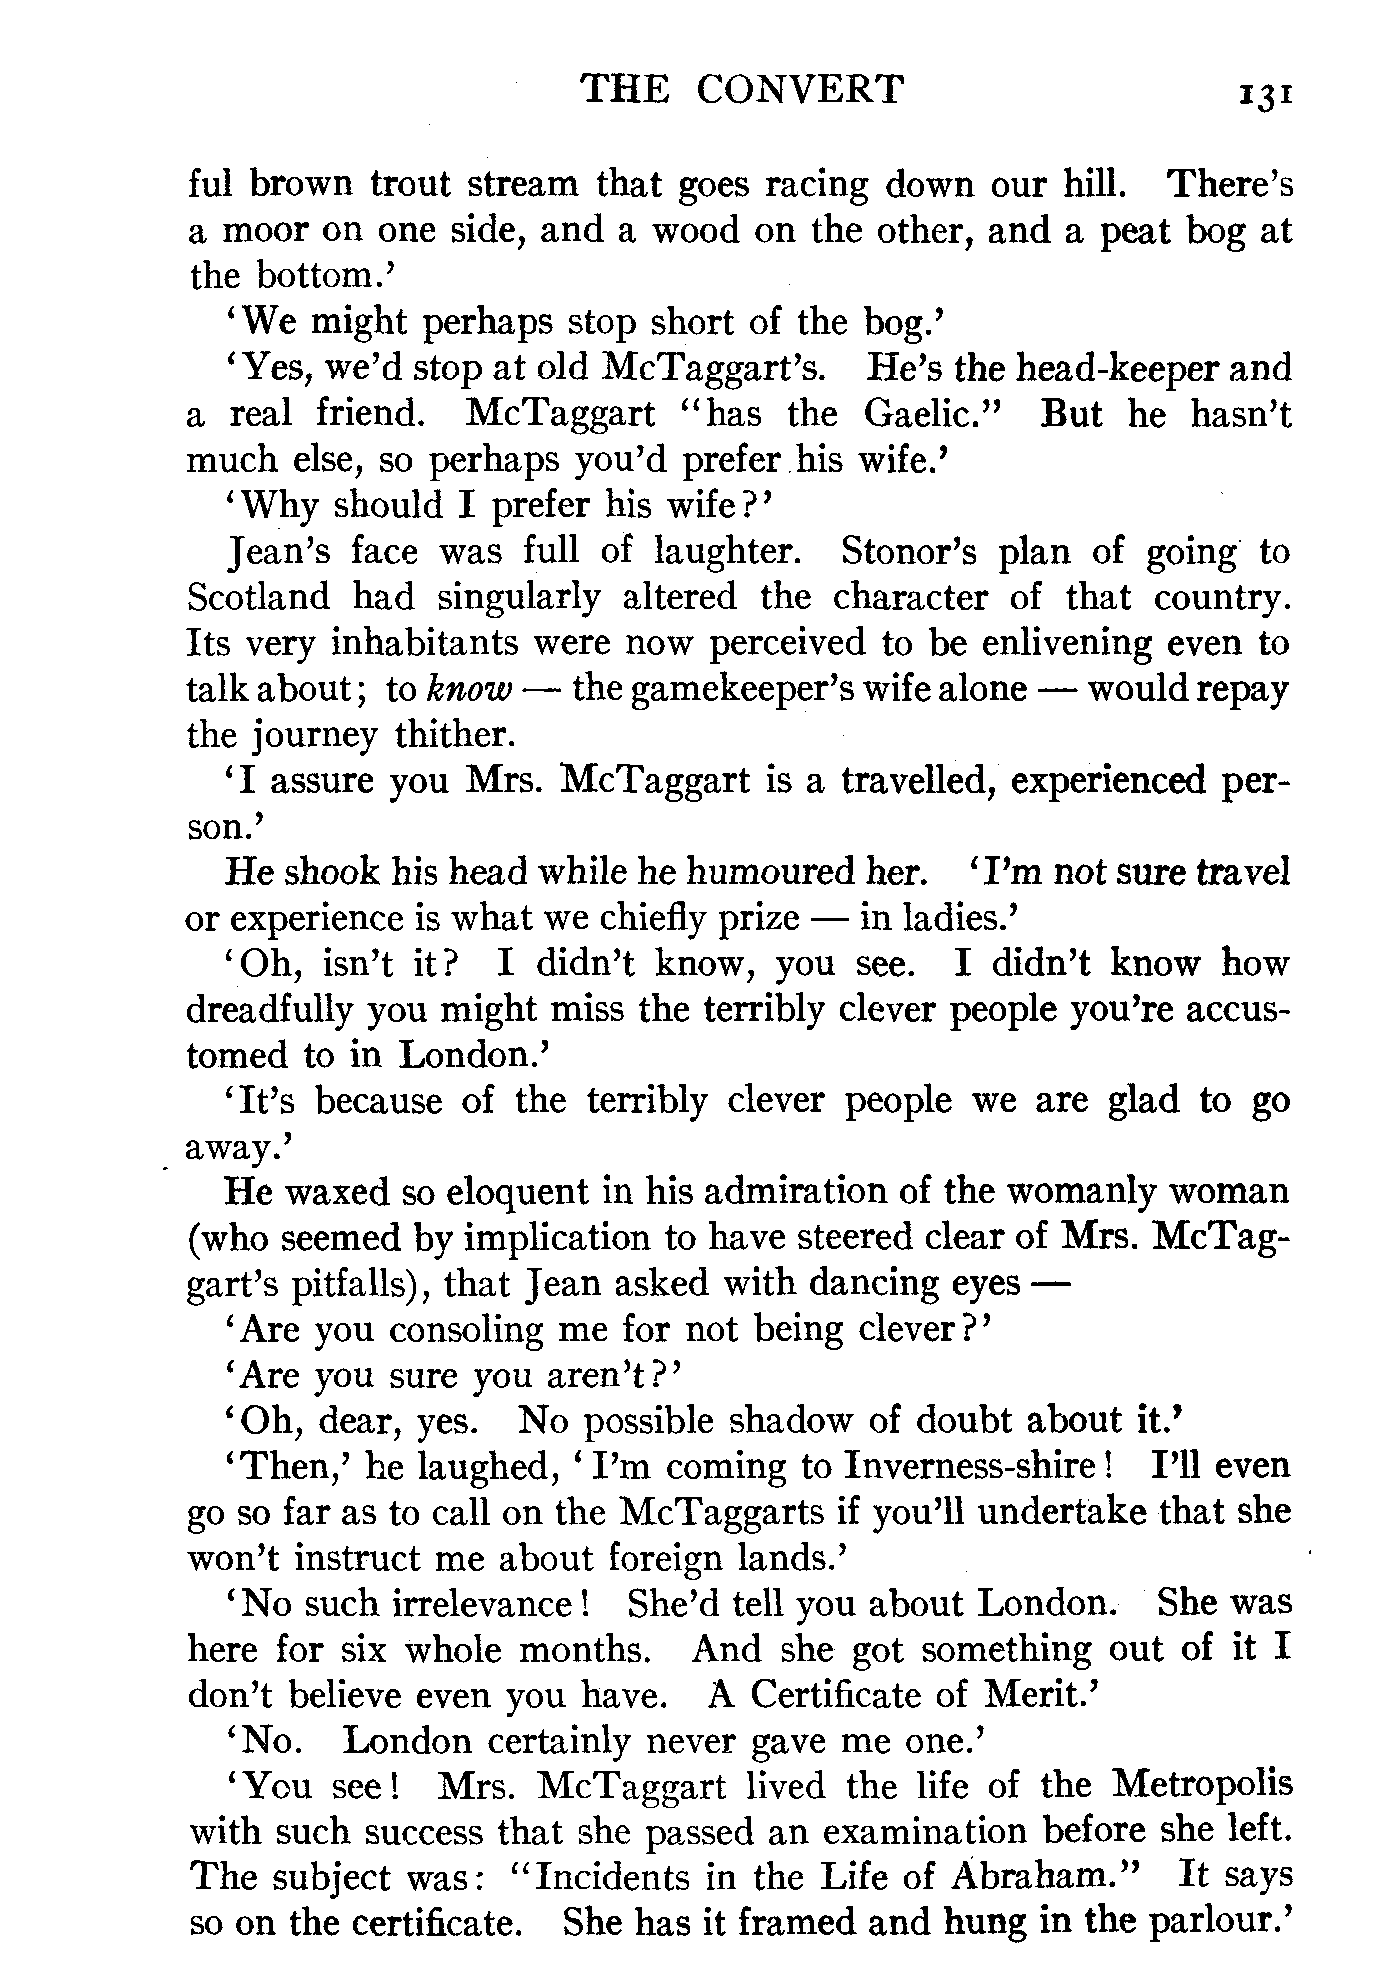 THE CONVERT 131
ful brown trout stream that goes racing down our hill. There's
a moor on one side, and a wood on the other, and a peat bog at
the bottom.'
'We might perhaps stop short of the bog.'
'Yes, we'd stop at old McTaggart's. He's the head-keeper and
a real friend. McTaggart "has the Gaelic." But he hasn't
much else, so perhaps you'd prefer his wife.'
'Why should I prefer his wife?'
Jean's face was full of laughter. Stonor's plan of going to
Scotland had singularly altered the character of that country.
Its very inhabitants were now perceived to be enlivening even to
talk about; to know — the gamekeeper's wife alone — would repay
the journey thither.
'I assure you Mrs. McTaggart is a travelled, experienced per-
son.'
He shook his head while he humoured her. 'I'm not sure travel
or experience is what we chiefly prize — in ladies.'
'Oh, isn't it? I didn't know, you see. I didn't know how
dreadfully you might miss the terribly clever people you're accus-
tomed to in London.'
'It's because of the terribly clever people we are glad to go
away.'
He waxed so eloquent in his admiration of the womanly woman
(who seemed by implication to have steered clear of Mrs. McTag-
gart's pitfalls), that Jean asked with dancing eyes —
'Are you consoling me for not being clever?'
'Are you sure you aren't?'
'Oh, dear, yes. No possible shadow of doubt about it.'
'Then,' he laughed, 'I'm coming to Inverness-shire! I'll even
go so far as to call on the McTaggarts if you'll undertake that she
won't instruct me about foreign lands.'
'No such irrelevance! She'd tell you about London. She was
here for six whole months. And she got something out of it I
don't believe even you have. A Certificate of Merit.'
'No. London certainly never gave me one.'
'You see! Mrs. McTaggart lived the life of the Metropolis
with such success that she passed an examination before she left.
The subject was: "Incidents in the Life of Abraham." It says
so on the certificate. She has it framed and hung in the parlour.'